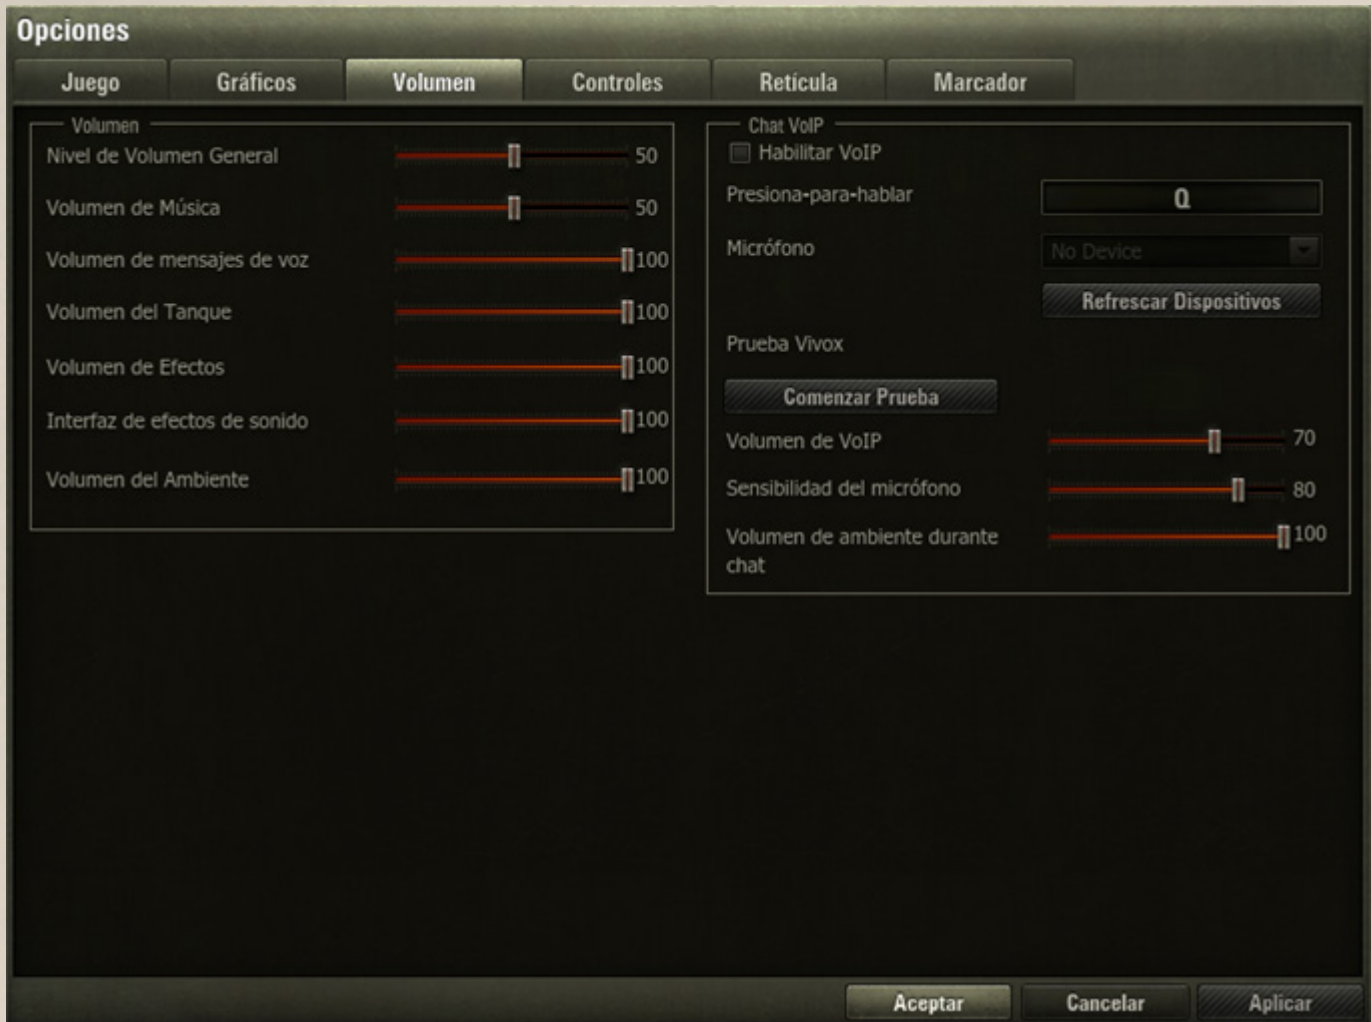 Opciones
Juego Gráficos Volumen Controles Retícula Marcador
Volumen
Nivel de Volumen General 50
Volumen de Música 50
Volumen de mensajes de voz 100
Volumen del Tanque 100
Volumen de Efectos 100
Interfaz de efectos de sonido 100
Volumen del Ambiente 100
Chat VoIP
Habilitar VoIP
Presiona-para-hablar Q
Micrófono No Device
Refrescar Dispositivos
Prueba Vivox
Comenzar Prueba
Volumen de VoIP 70
Sensibilidad del micrófono 80
Volumen de ambiente durante 100
chat
Aceptar Cancelar Aplicar